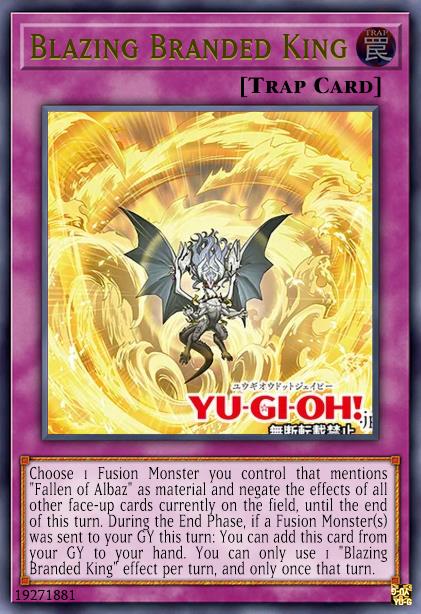 Blazing Branded King
TRAP
罠
[Trap Card]
ユウギオウドットジェイピー
YU-GI-OH!
無断転載禁止
Choose 1 Fusion Monster you control that mentions
"Fallen of Albaz" as material and negate the effects of all
other face-up cards currently on the field, until the end
of this turn. During the End Phase, if a Fusion Monster(s)
was sent to your GY this turn: You can add this card from
your GY to your hand. You can only use 1 "Blazing
Branded King" effect per turn, and only once that turn.
19271881